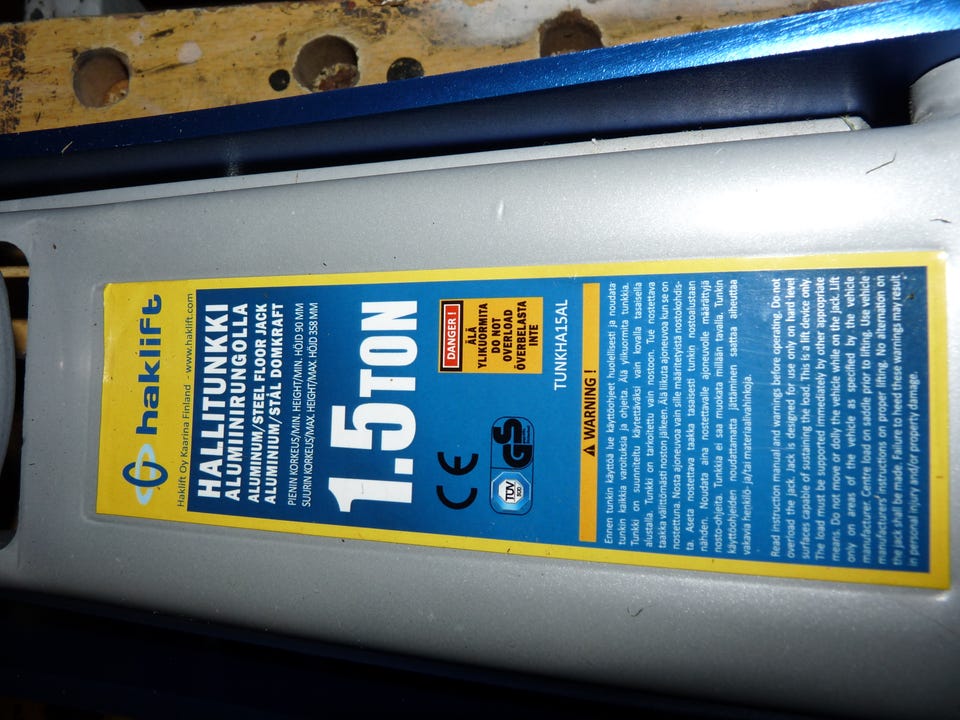 haklift
Haklift Oy Kaarina Finland - www.haklift.com
HALLITUNKKI
ALUMIINIRUNGOLLA
ALUMINUM/STEEL FLOOR JACK
ALUMINIUM/STÅL DOMKRAFT
PIENIN KORKEUS/MIN. HEIGHT/MIN. HÖJD 90 MM
SUURIN KORKEUS/MAX. HEIGHT/MAX. HÖJD 358 MM
1.5TON
DANGER !
ÄLÄ
YLIKUORMITA
DO NOT
OVERLOAD
ÖVERBELASTA
INTE
CE
TÜV
GS
TUNKHA15AL
WARNING !
Ennen tunkin käyttöä lue käyttöohjeet huolellisesti ja noudata
tunkin kaikkia varoituksia ja ohjeita. Älä ylikuormita tunkkia.
Tunkki on suunniteltu käytettäväksi vain kovalla tasaisella
alustalla. Tunkki on tarkoitettu vain nostoon. Tue nostettava
taakka välittömästi noston jälkeen. Älä liikuta ajoneuvoa kun se on
nostettuna. Nosta ajoneuvoa vain sille määritetyistä nostokohdis-
ta. Aseta nostettava taakka tasaisesti tunkin nostoalustaan
nähden. Noudata aina nostettavalle ajoneuvolle määrättyjä
nosto-ohjeita. Tunkkia ei saa muokata millään tavalla. Tunkin
käyttöohjeiden noudattamatta jättäminen saattaa aiheuttaa
vakavia henkilö- ja/tai materiaalivahinkoja.
Read instruction manual and warnings before operating. Do not
overload the jack. Jack is designed for use only on hard level
surfaces capable of sustaining the load. This is a lift device only.
The load must be supported immediately by other appropriate
means. Do not move or dolly the vehicle while on the jack. Lift
only on areas of the vehicle as specified by the vehicle
manufacturer. Centre load on saddle prior to lifting. Use vehicle
manufacturers' instructions on proper lifting. No alternation on
the jack shall be made. Failure to heed these warnings may result
in personal injury and/or property damage.